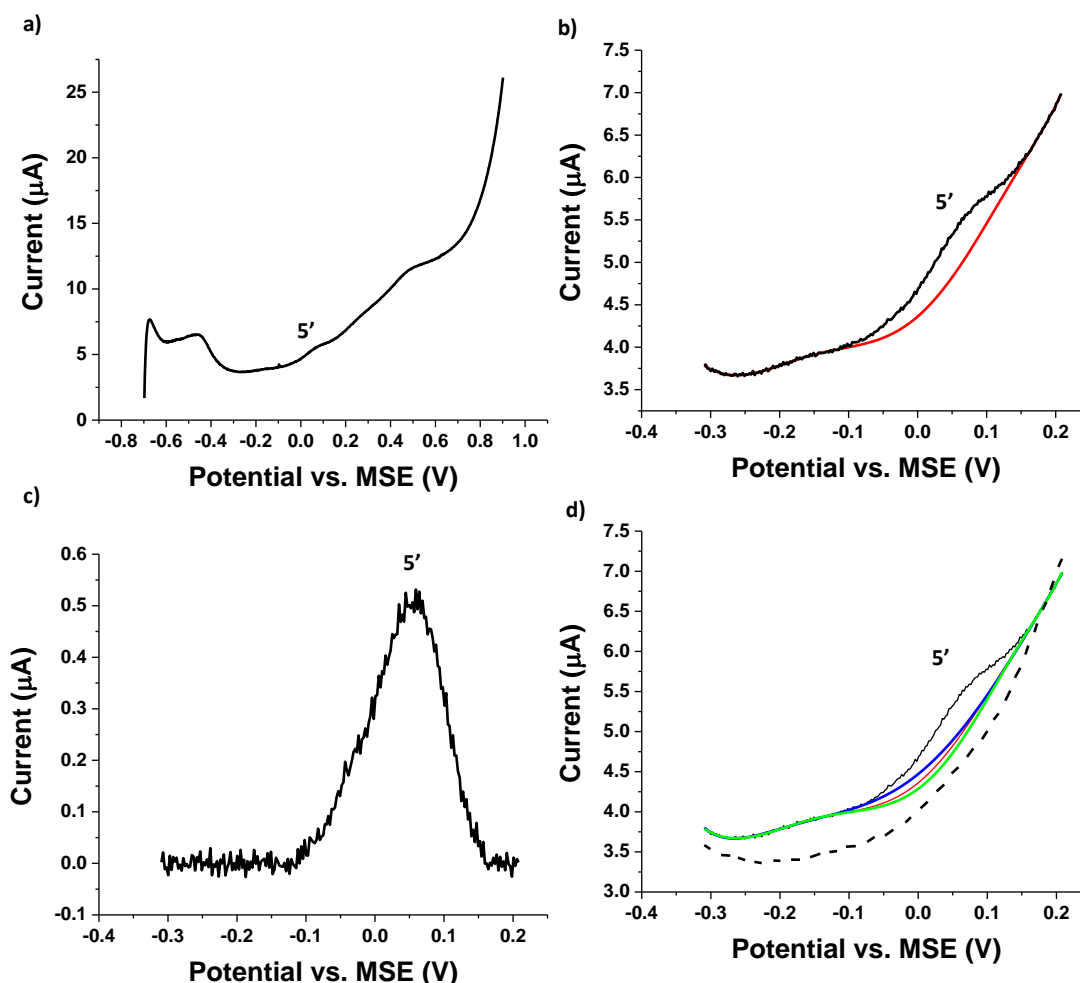 a)
25
20
15
10
5
0
5’
-0.8 -0.6 -0.4 -0.2 0.0 0.2 0.4 0.6 0.8 1.0
Current (µA)
Potential vs. MSE (V)
b)
7.5
7.0
6.5
6.0
5.5
5.0
4.5
4.0
3.5
5’
-0.4 -0.3 -0.2 -0.1 0.0 0.1 0.2
Current (µA)
Potential vs. MSE (V)
c)
0.6
0.5
0.4
0.3
0.2
0.1
0.0
-0.1
5’
-0.4 -0.3 -0.2 -0.1 0.0 0.1 0.2
Current (µA)
Potential vs. MSE (V)
d)
7.5
7.0
6.5
6.0
5.5
5.0
4.5
4.0
3.5
3.0
5’
-0.4 -0.3 -0.2 -0.1 0.0 0.1 0.2
Current (µA)
Potential vs. MSE (V)